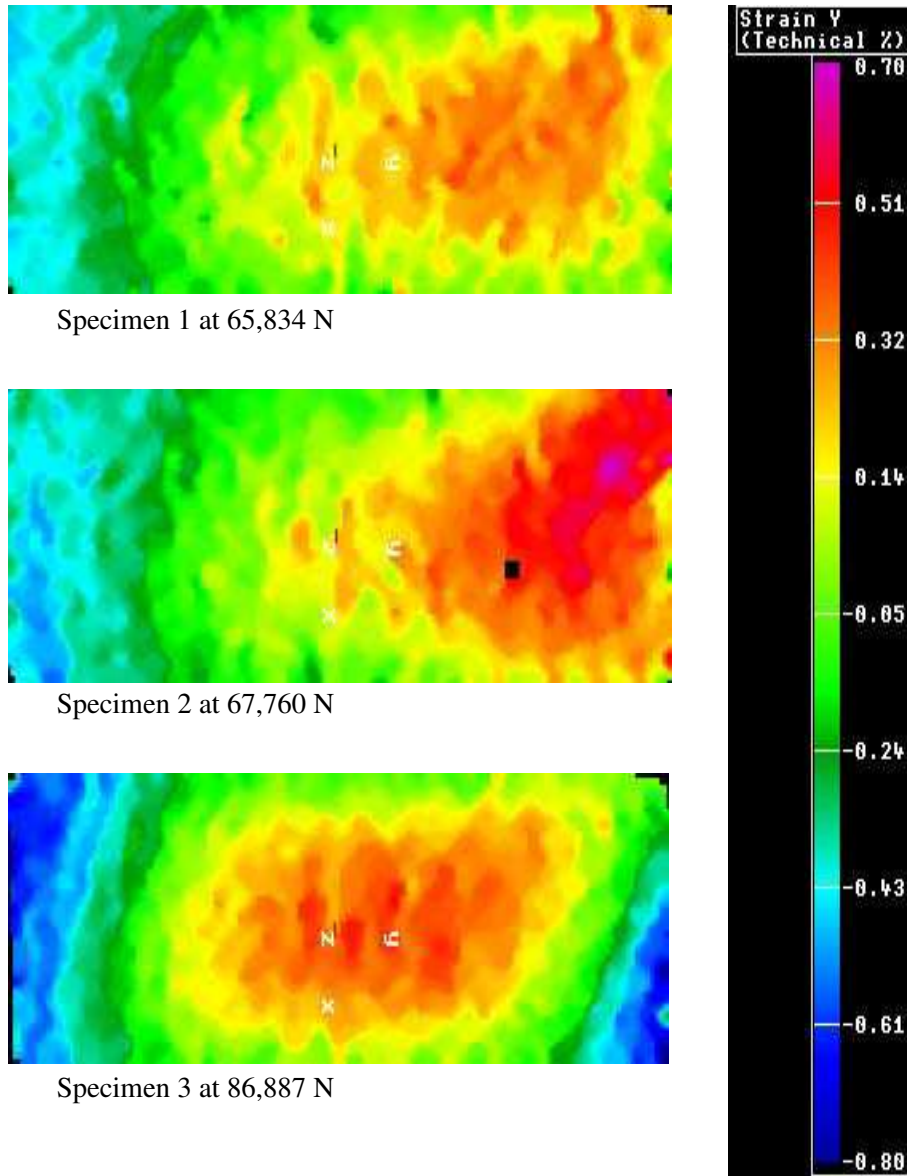 Strain Y
(Technical %)
0.70
0.51
0.32
0.14
-0.05
-0.24
-0.43
-0.61
-0.80
z
y
x
Specimen 1 at 65,834 N
z
y
x
Specimen 2 at 67,760 N
z
y
x
Specimen 3 at 86,887 N